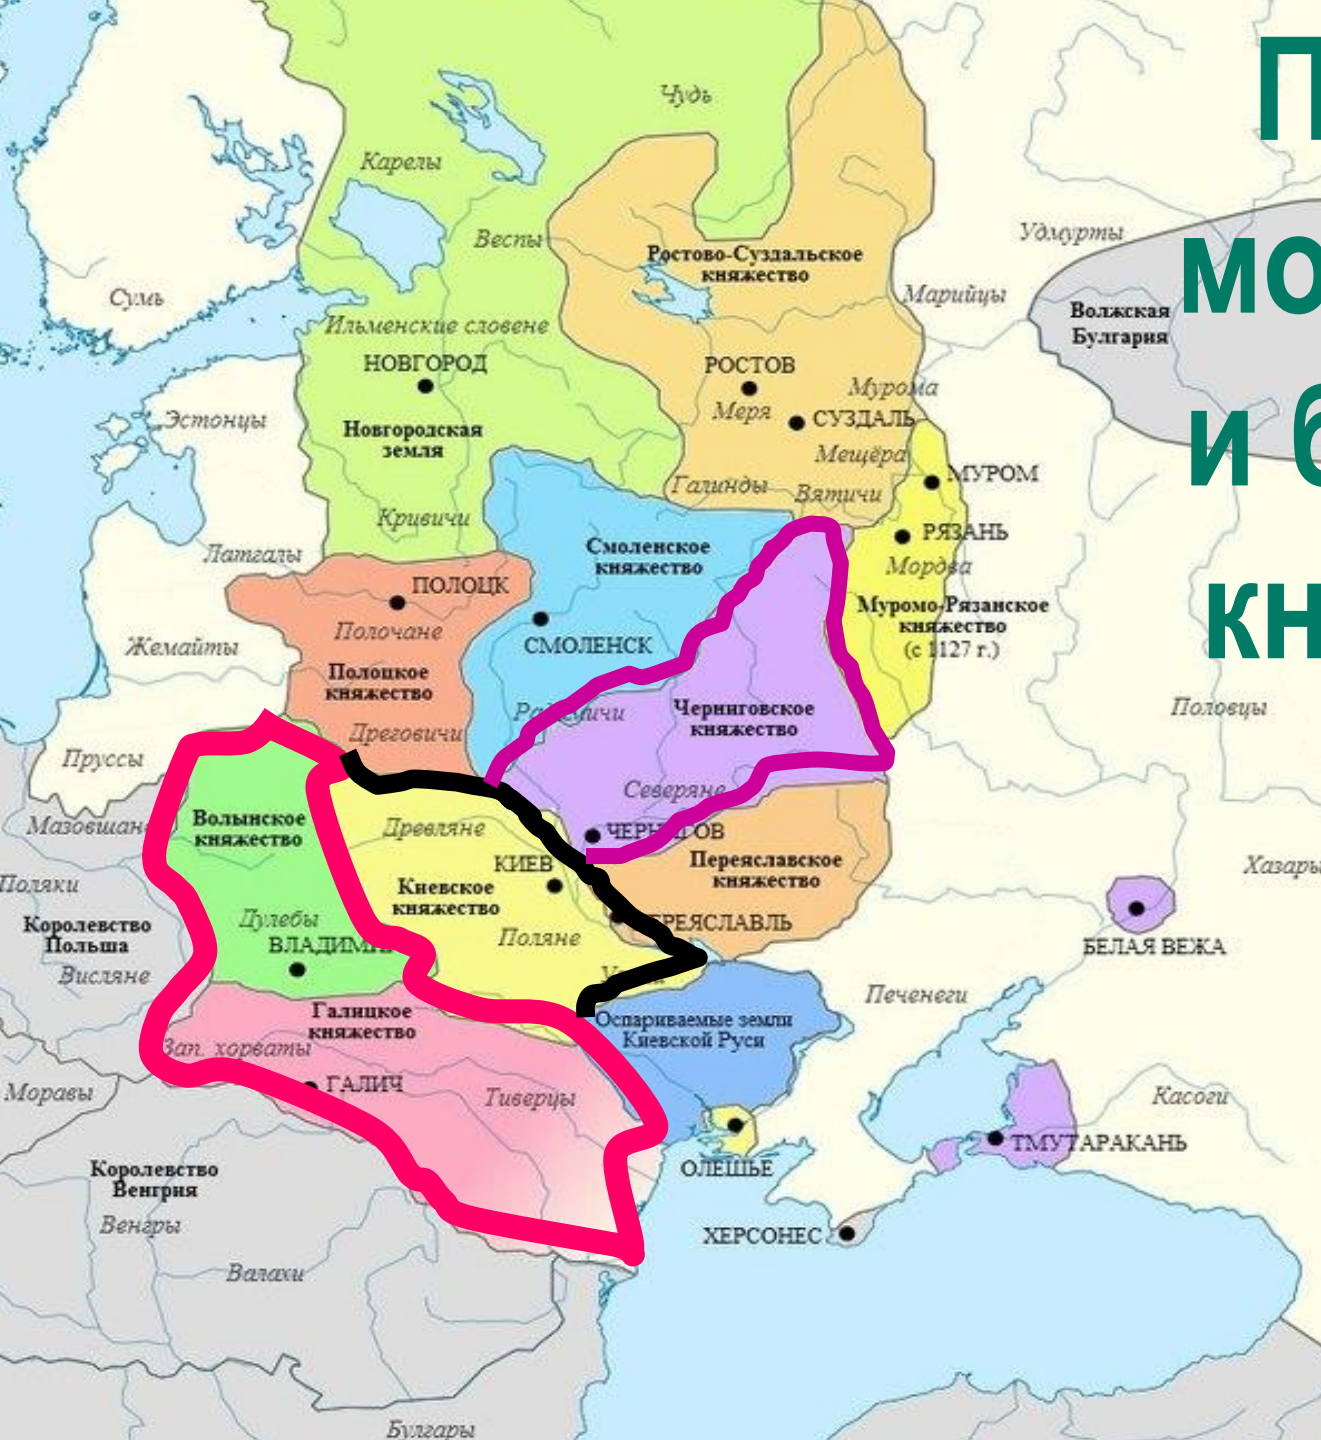 П
мо
и б
кн
Чудь
Карелы
Весь
Удмурты
Ростово-Суздальское
княжество
Сумь
Марийцы
Волжская
Булгария
Ильменские словене
НОВГОРОД
РОСТОВ
Мурома
Меря
СУЗДАЛЬ
Эстонцы
Новгородская
земля
Мещёра
МУРОМ
Галинды
Вятичи
Кривичи
РЯЗАНЬ
Латгалы
Смоленское
княжество
Мордва
ПОЛОЦК
Муромо-Рязанское
княжество
(с 1127 г.)
Полочане
СМОЛЕНСК
Жемайты
Полоцкое
княжество
Радимичи
Черниговское
княжество
Половцы
Дреговичи
Пруссы
Северяне
Волынское
княжество
Мазовшане
Древляне
ЧЕРНИГОВ
КИЕВ
Переяславское
княжество
Хазары
Поляки
Киевское
княжество
Королевство
Польша
Дулебы
ВЛАДИМИР
Поляне
ПЕРЕЯСЛАВЛЬ
БЕЛАЯ ВЕЖА
Висляне
Печенеги
Галицкое
княжество
Оспариваемые земли
Киевской Руси
Зап. хорваты
ГАЛИЧ
Тиверцы
Моравы
Касоги
ТМУТАРАКАНЬ
ОЛЕШЬЕ
Королевство
Венгрия
Венгры
ХЕРСОНЕС
Валахи
Булгары